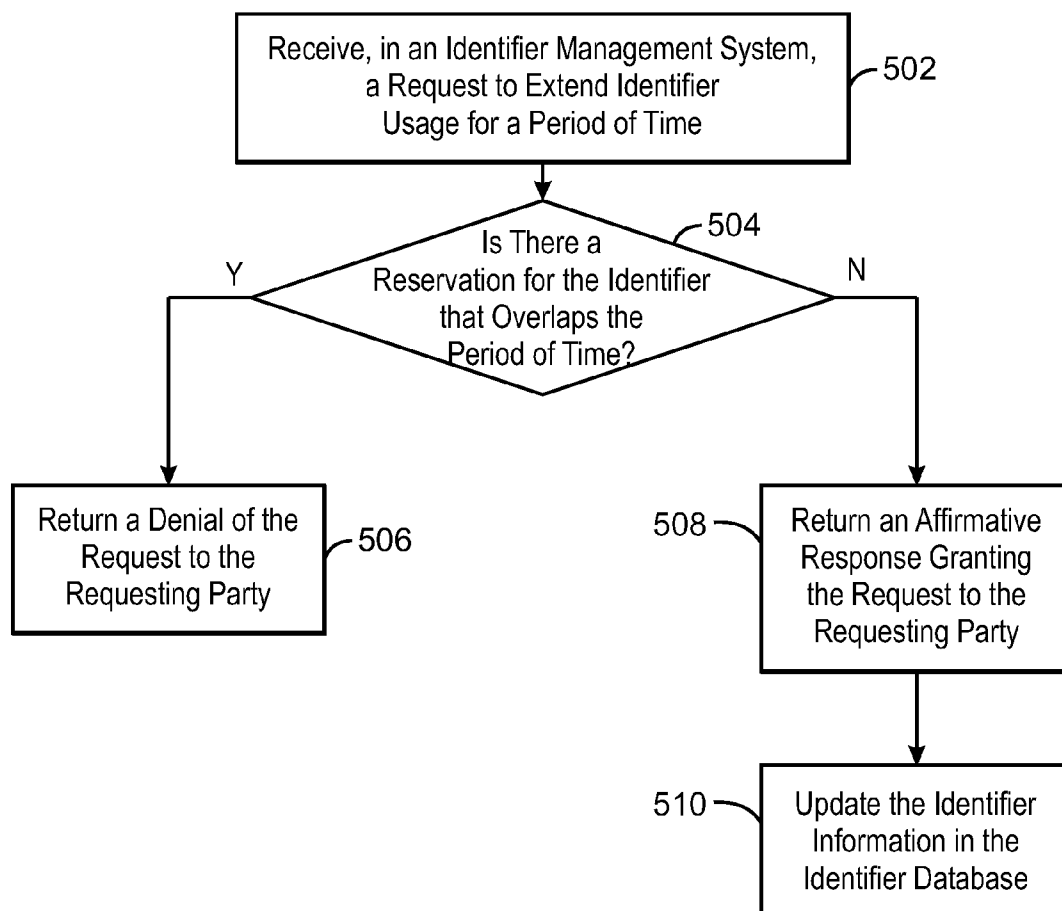 Receive, in an Identifier Management System,
a Request to Extend Identifier
Usage for a Period of Time
502
504
Is There a
Reservation for the Identifier
that Overlaps the
Period of Time?
Y
N
Return a Denial of the
Request to the
Requesting Party
506
508
Return an Affirmative
Response Granting
the Request to the
Requesting Party
510
Update the Identifier
Information in the
Identifier Database